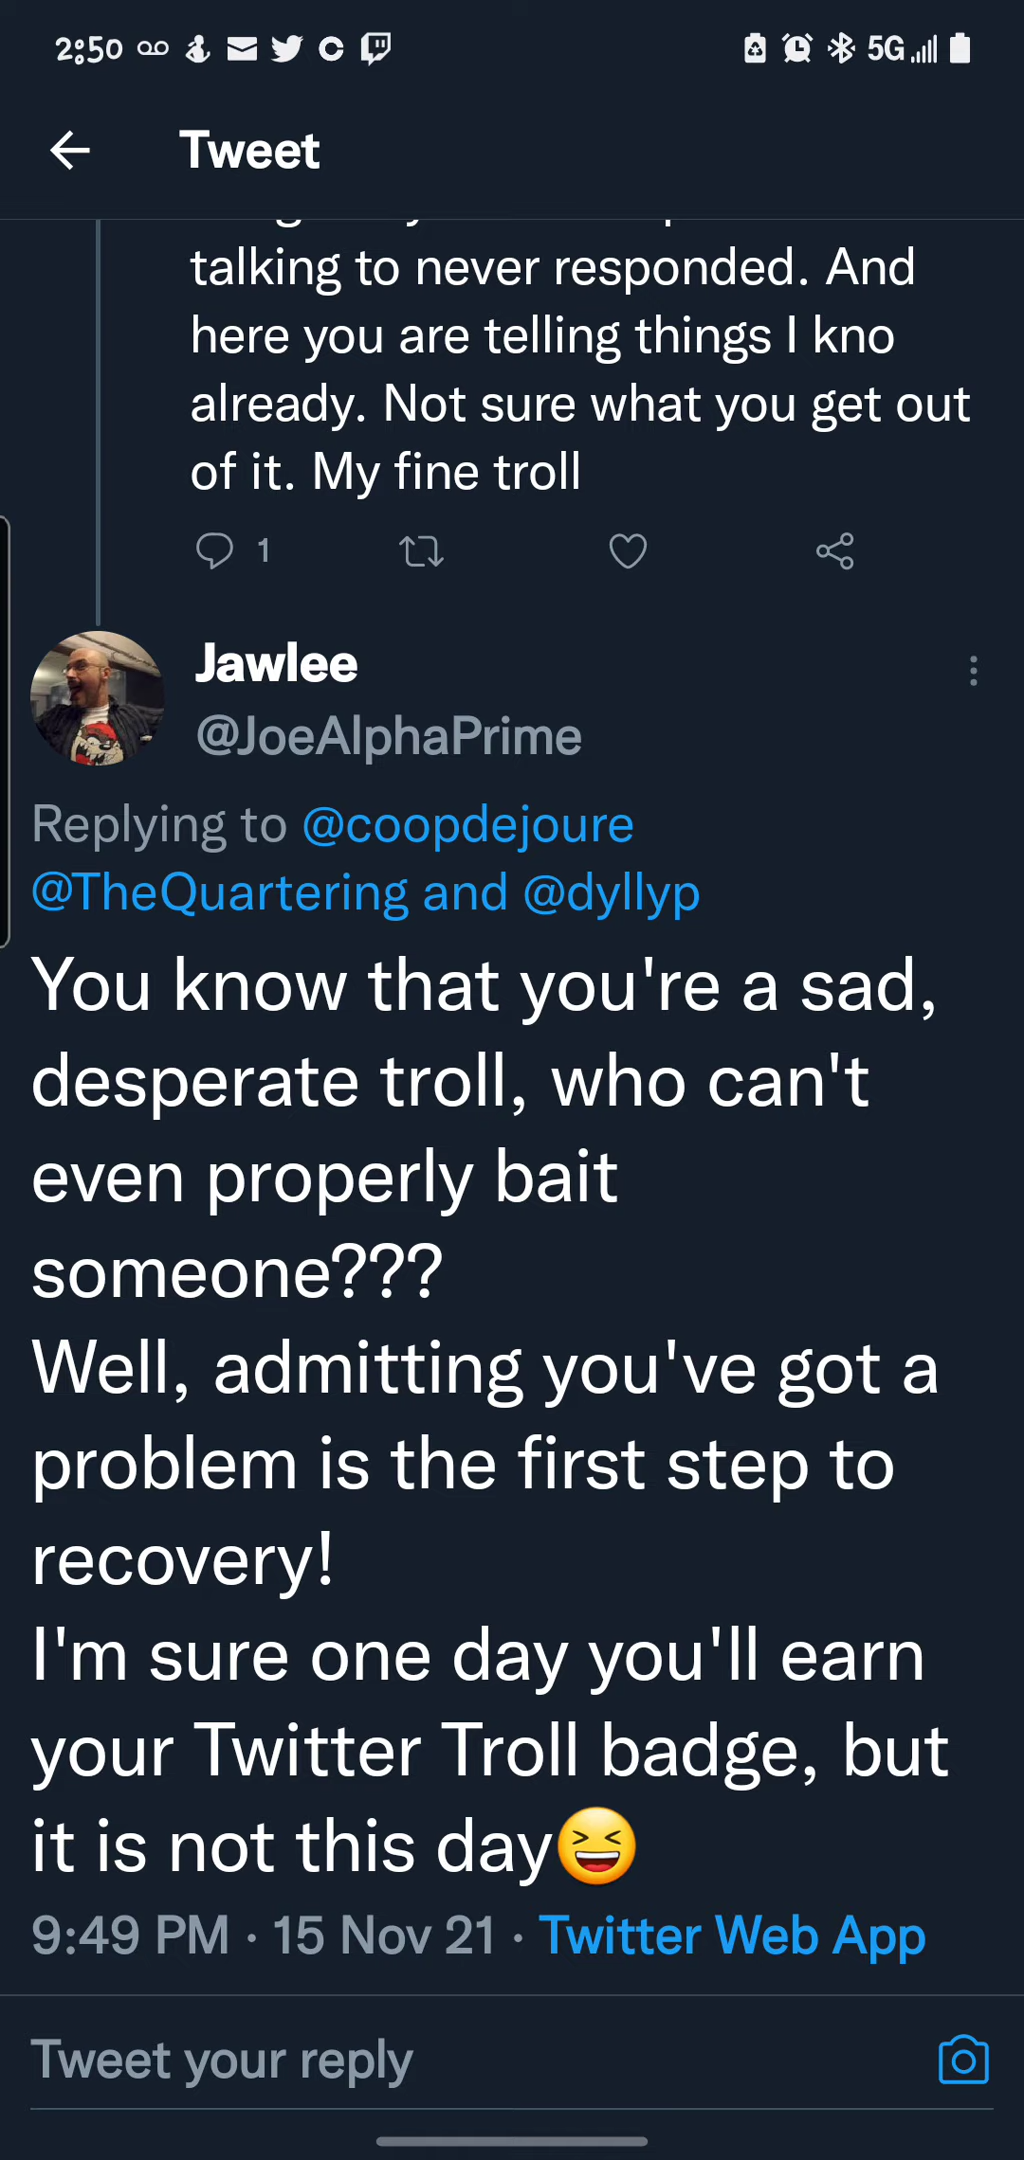 2:50
5G
Tweet
talking to never responded. And
here you are telling things I kno
already. Not sure what you get out
of it. My fine troll
1
Jawlee
@JoeAlphaPrime
Replying to @coopdejoure
@TheQuartering and @dyllyp
You know that you're a sad,
desperate troll, who can't
even properly bait
someone???
Well, admitting you've got a
problem is the first step to
recovery!
I'm sure one day you'll earn
your Twitter Troll badge, but
it is not this day😆
9:49 PM · 15 Nov 21 · Twitter Web App
Tweet your reply